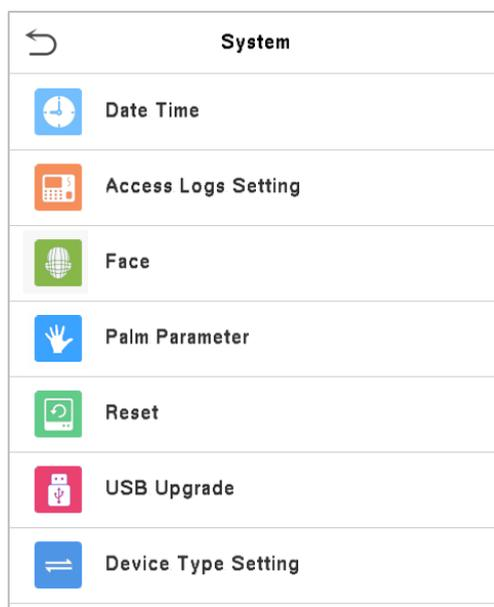 System
Date Time
Access Logs Setting
Face
Palm Parameter
Reset
USB Upgrade
Device Type Setting